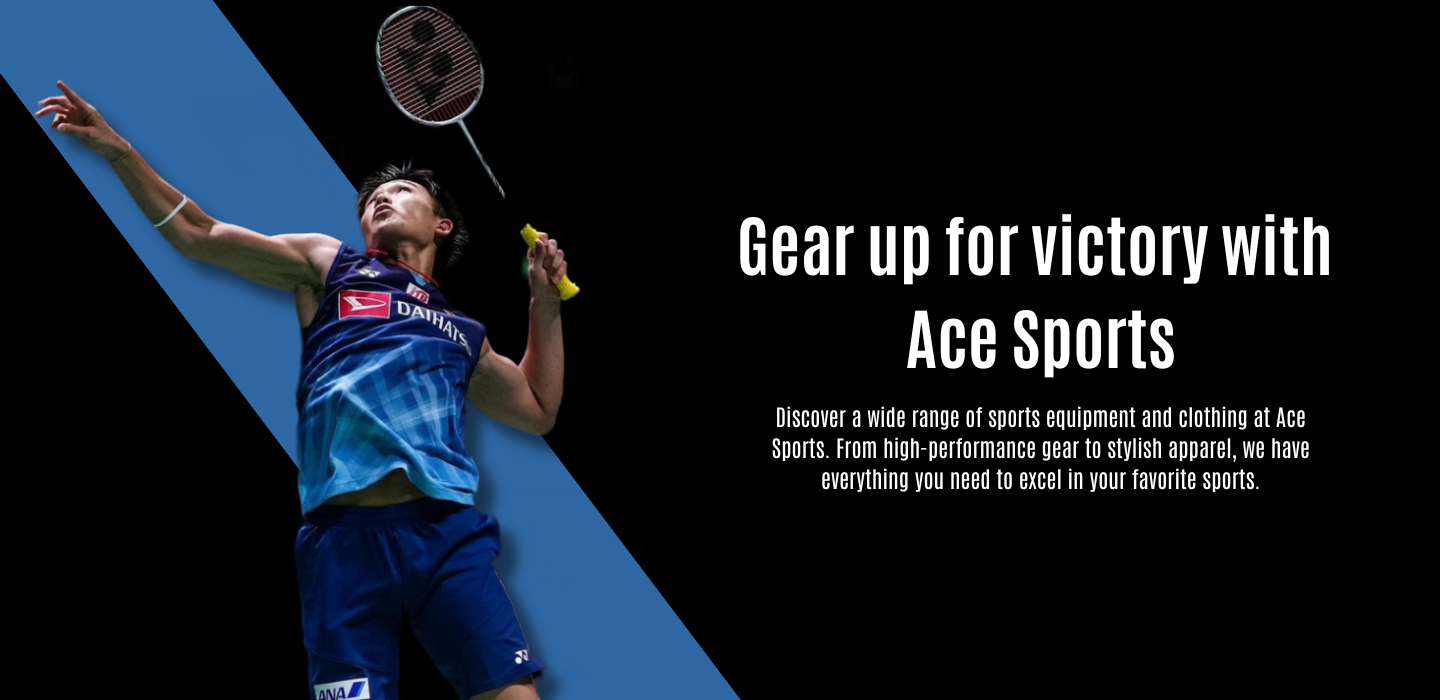 Gear up for victory with
Ace Sports
Discover a wide range of sports equipment and clothing at Ace
Sports. From high-performance gear to stylish apparel, we have
everything you need to excel in your favorite sports.
DAIHATSU
ANA